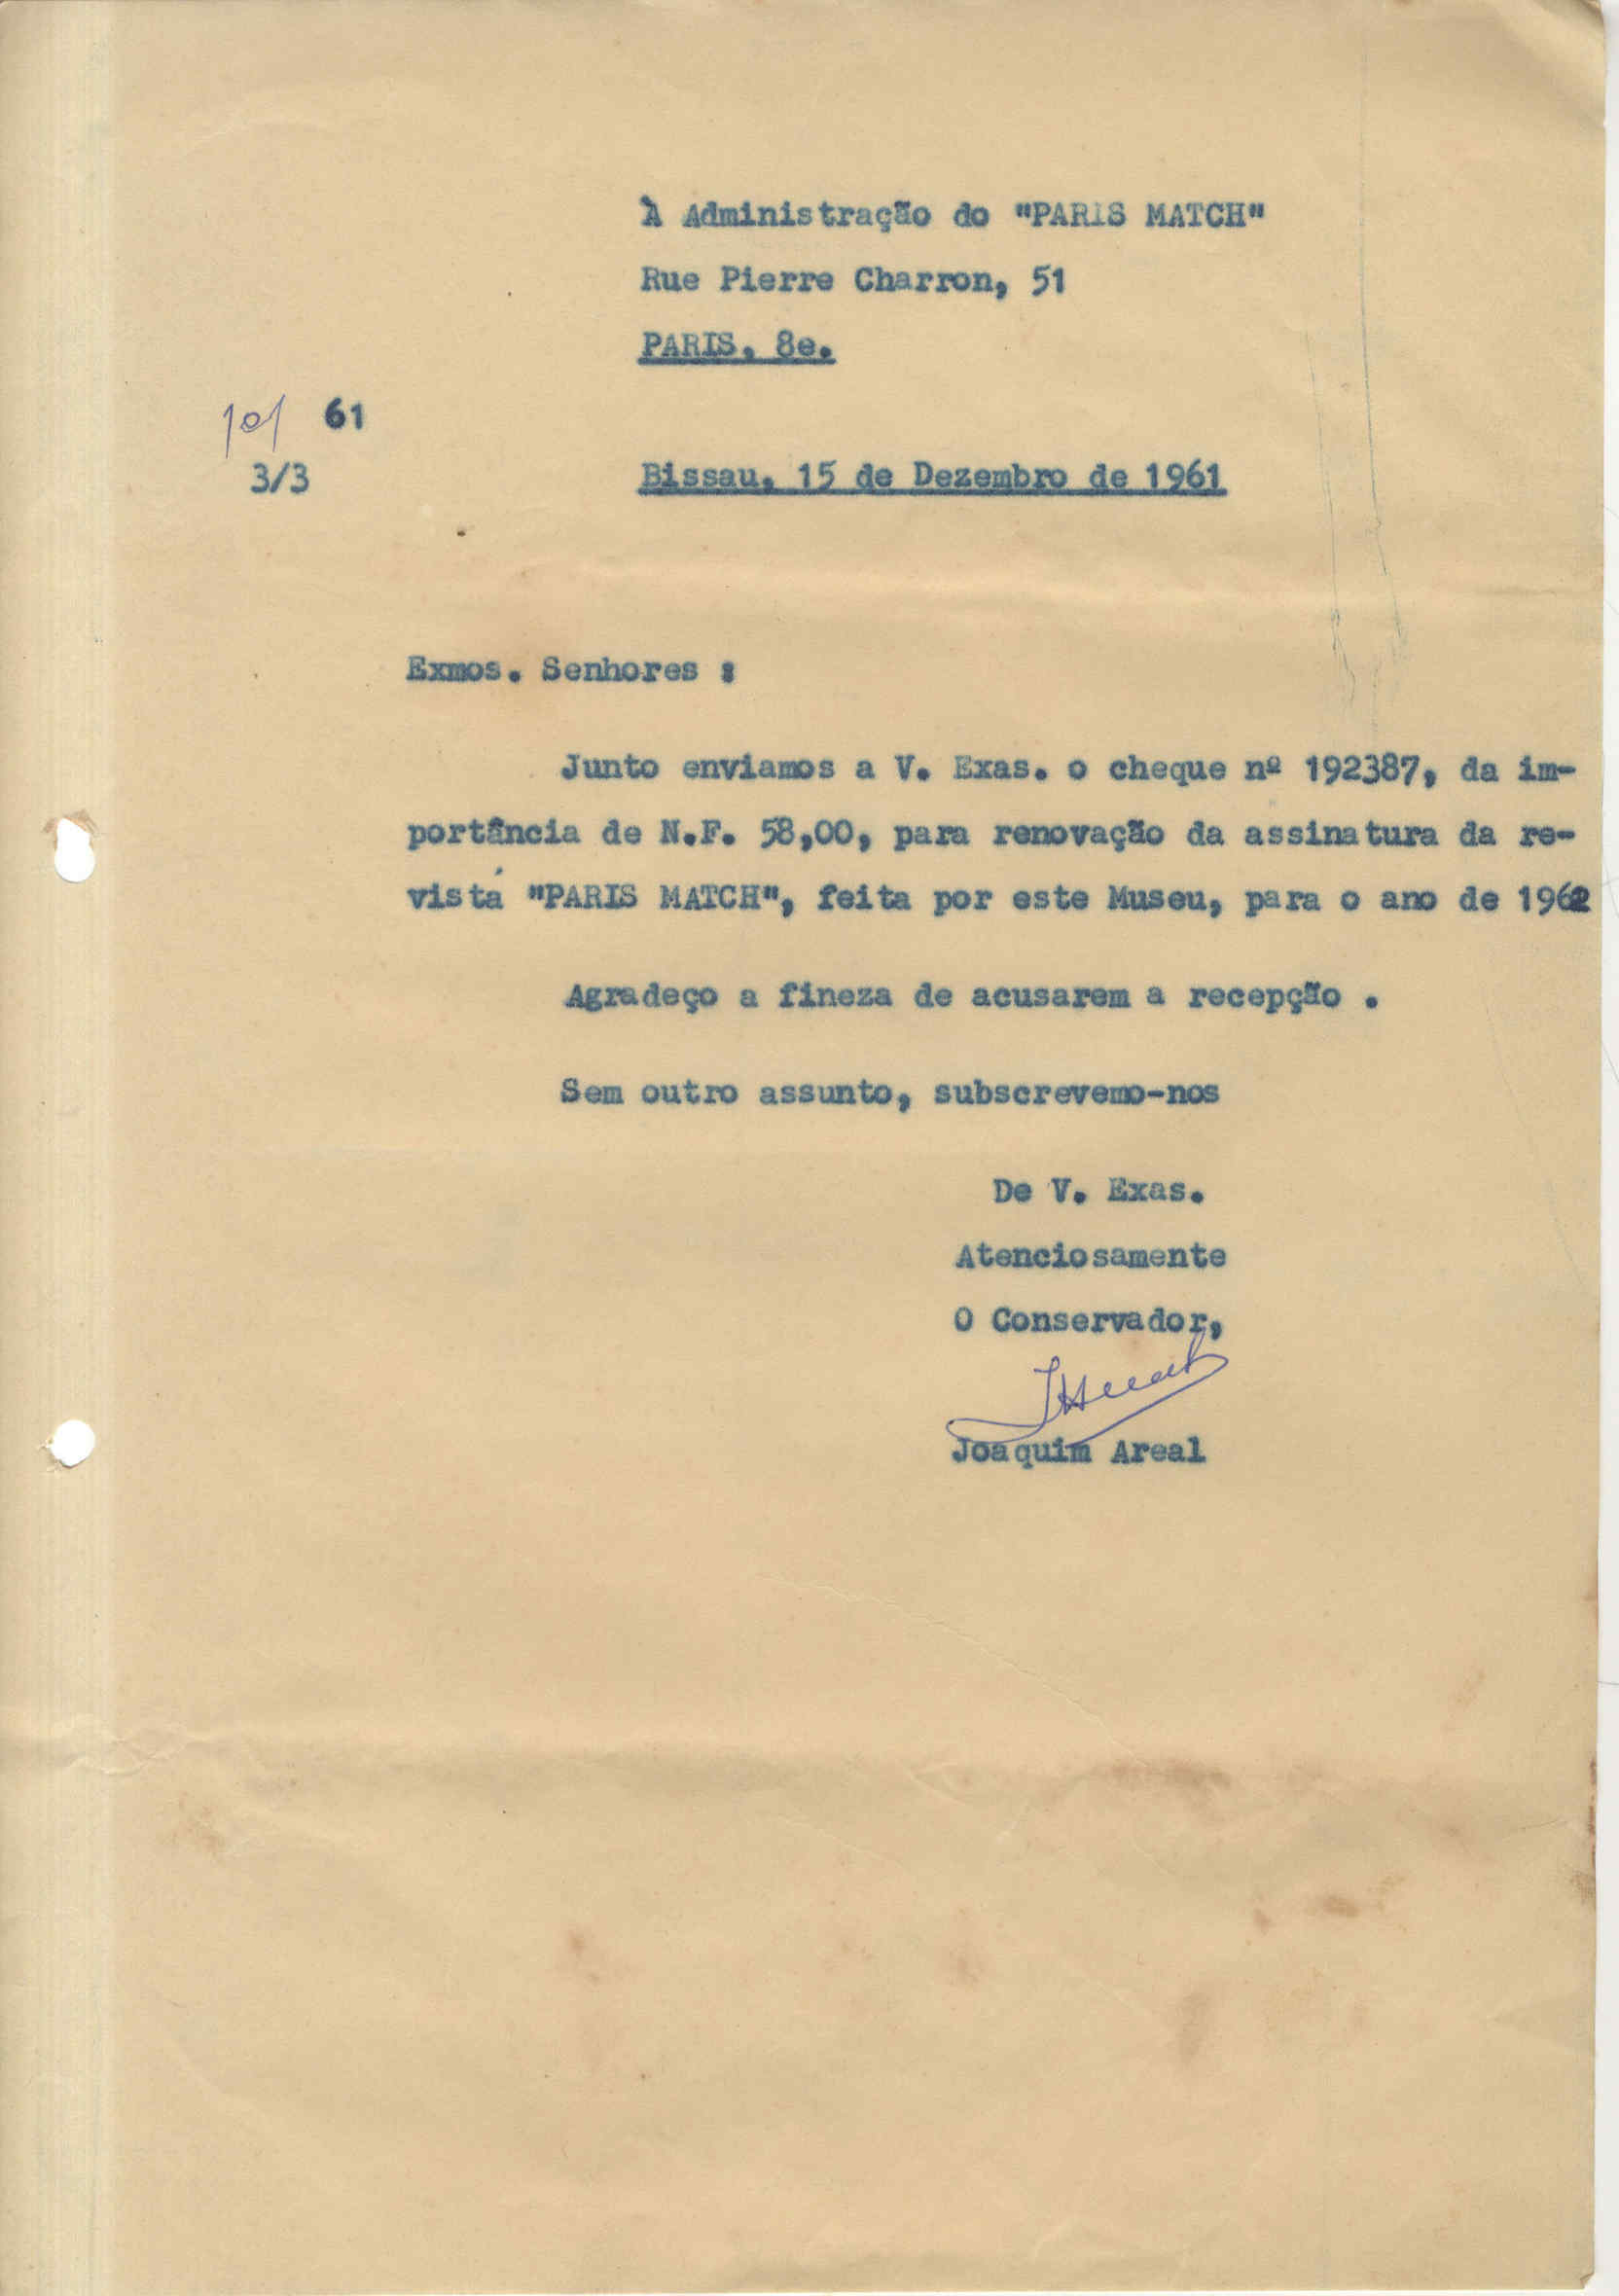 À Administração do "PARIS MATCH"
Rue Pierre Charron, 51
PARIS, 8e.
101 61
3/3
Bissau, 15 de Dezembro de 1961
Exmos. Senhores :
Junto enviamos a V. Exas. o cheque nº 192387, da im-
portância de N.F. 58,00, para renovação da assinatura da re-
vista "PARIS MATCH", feita por este Museu, para o ano de 1962
Agradeço a fineza de acusarem a recepção .
Sem outro assunto, subscrevemo-nos
De V. Exas.
Atenciosamente
O Conservador,
Joaquim Areal